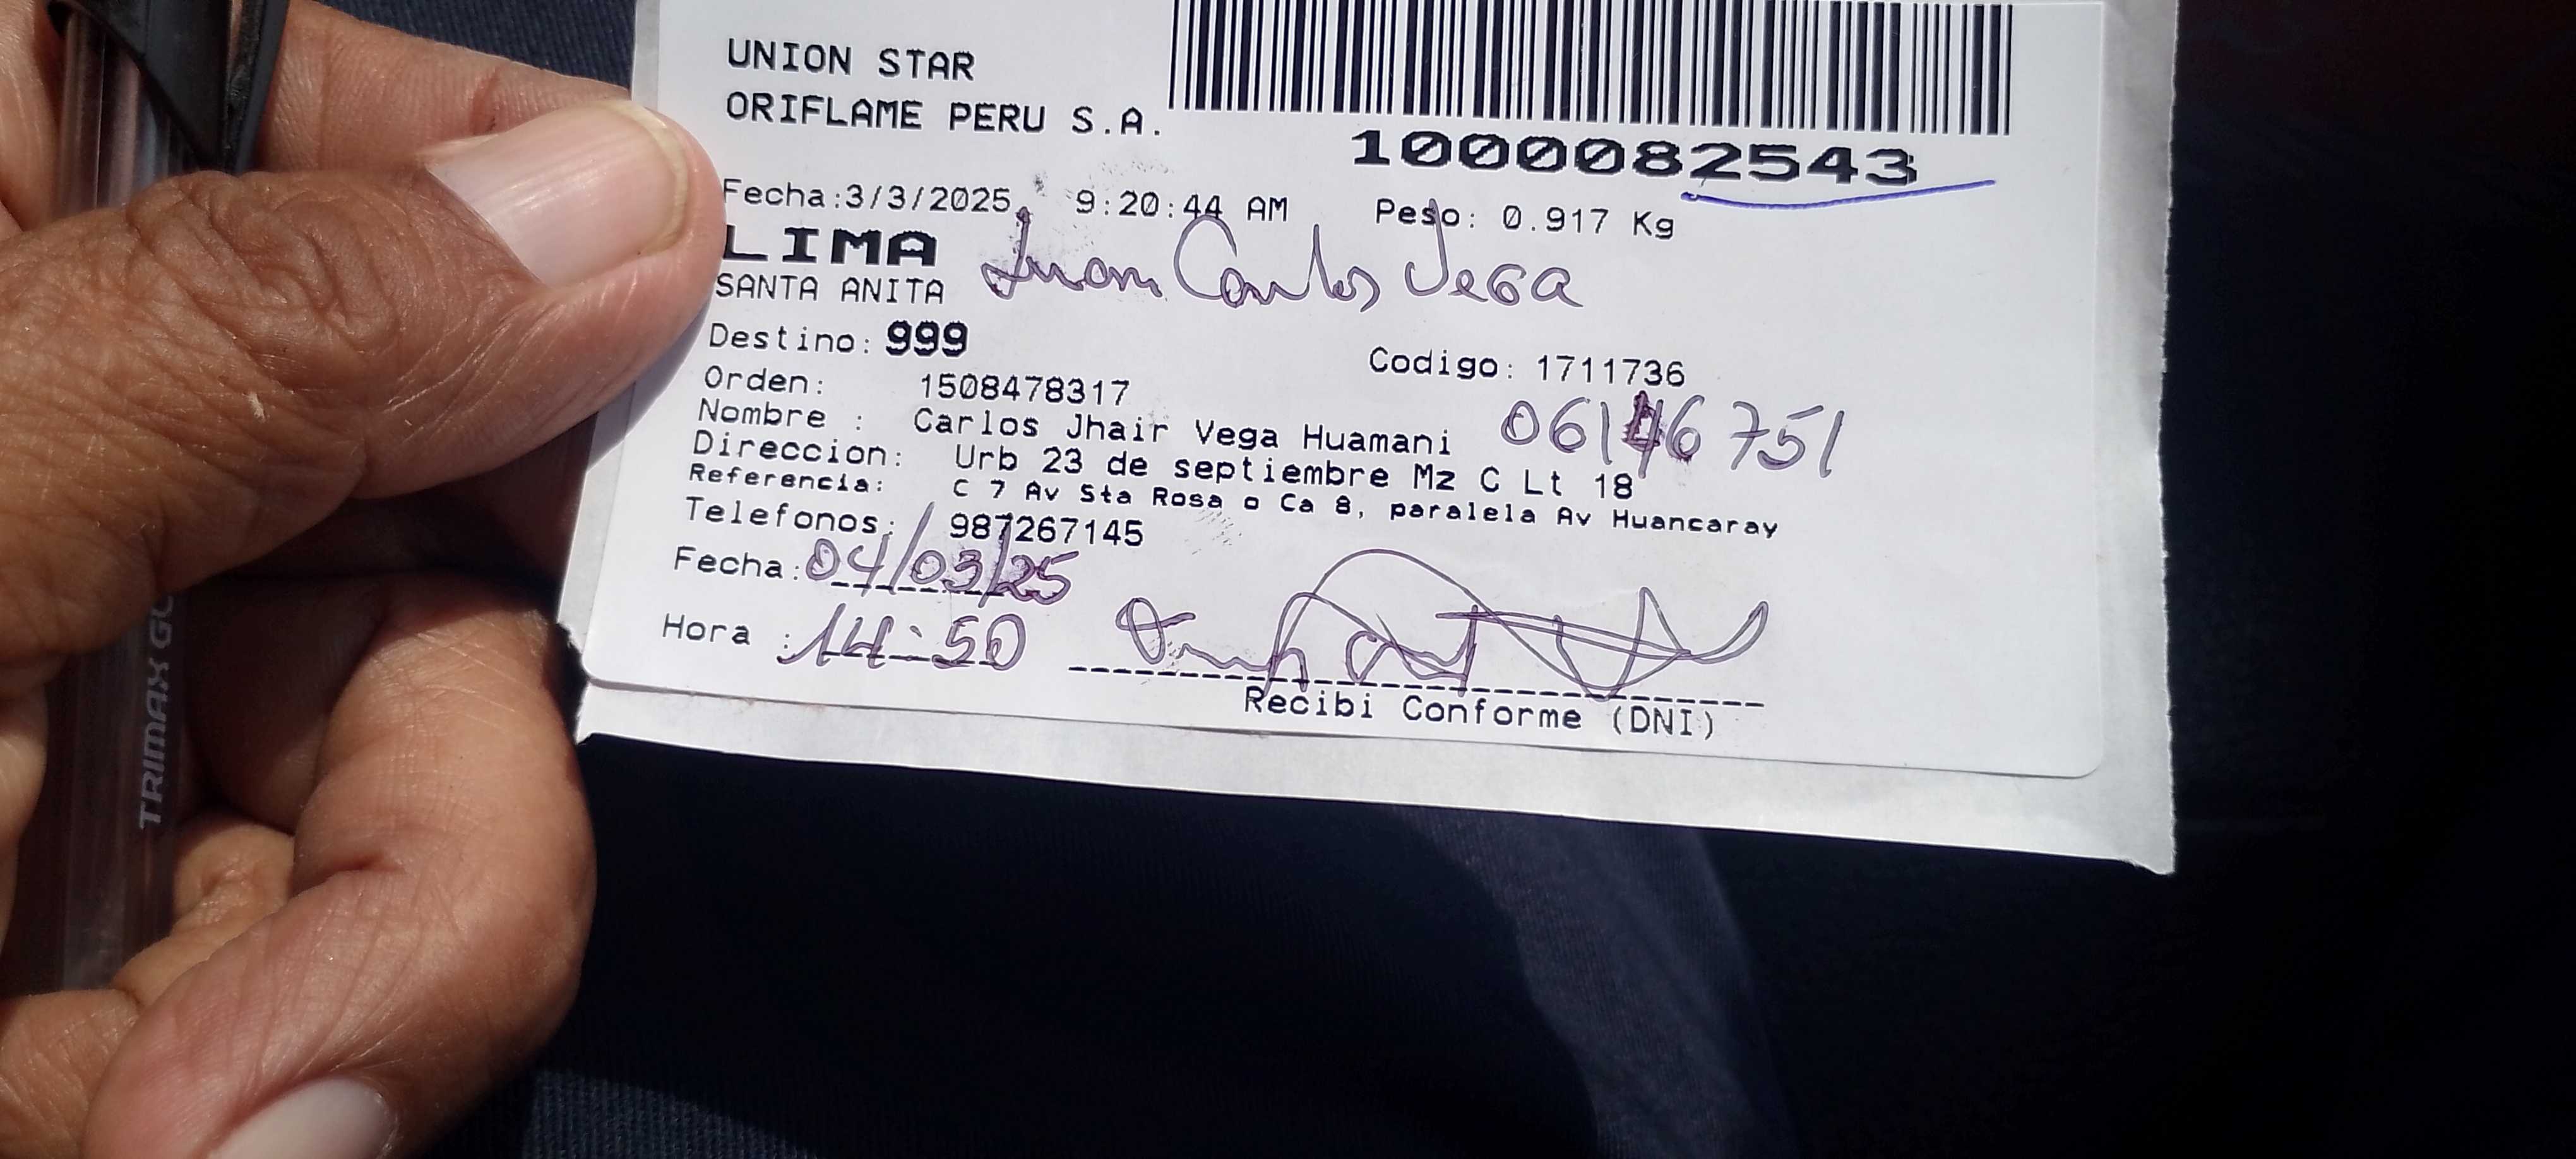 UNION STAR
ORIFLAME PERU S.A.
1000082543
Fecha:3/3/2025 9:20:44 AM Peso: 0.917 Kg
LIMA
SANTA ANITA Juan Carlos Vega
Destino: 999 Codigo: 1711736
Orden: 1508478317
Nombre : Carlos Jhair Vega Huamani 06146751
Direccion: Urb 23 de septiembre Mz C Lt 18
Referencia: C 7 Av Sta Rosa o Ca 8, paralela Av Huancaray
Telefonos: 987267145
Fecha: 04/03/25
Hora : 14:50
Recibi Conforme (DNI)
TRIMAX